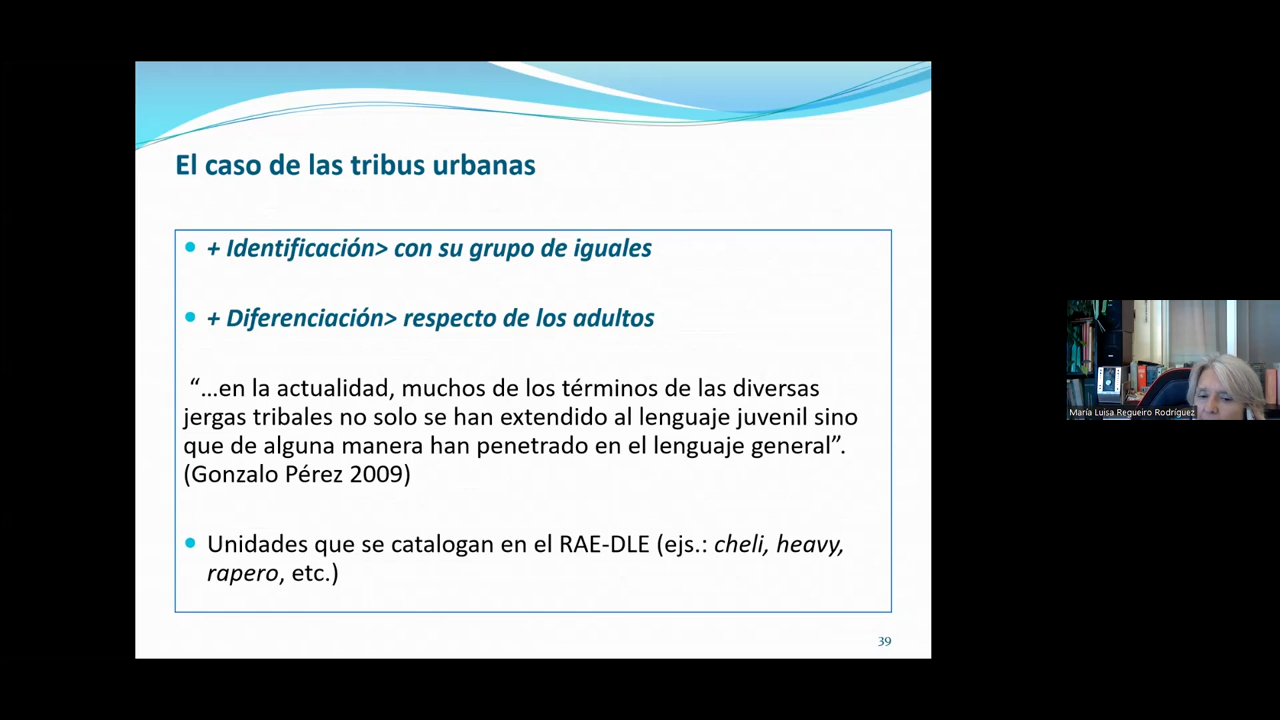 El caso de las tribus urbanas
+ Identificación> con su grupo de iguales
+ Diferenciación> respecto de los adultos
“…en la actualidad, muchos de los términos de las diversas
jergas tribales no solo se han extendido al lenguaje juvenil sino
que de alguna manera han penetrado en el lenguaje general”.
(Gonzalo Pérez 2009)
Unidades que se catalogan en el RAE-DLE (ejs.: cheli, heavy,
rapero, etc.)
39
María Luisa Regueiro Rodríguez